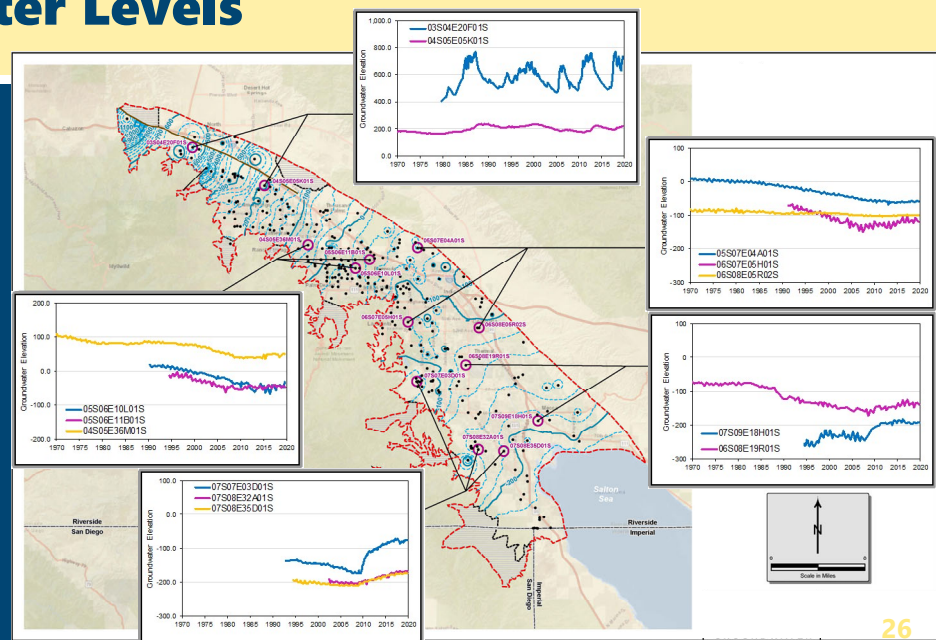 ter Levels
1,000.0
800.0
600.0
400.0
200.0
0.0
Groundwater Elevation
03S04E20F01S
04S05E05K01S
1970 1975 1980 1985 1990 1995 2000 2005 2010 2015 2020
100
0
-100
-200
-300
Groundwater Elevation
05S07E04A01S
06S07E05H01S
06S08E05R02S
1970 1975 1980 1985 1990 1995 2000 2005 2010 2015 2020
200.0
100.0
0.0
-100.0
-200.0
Groundwater Elevation
05S06E10L01S
05S06E11B01S
04S05E36M01S
1970 1975 1980 1985 1990 1995 2000 2005 2010 2015 2020
100
0
-100
-200
-300
Groundwater Elevation
07S09E18H01S
06S08E19R01S
1970 1975 1980 1985 1990 1995 2000 2005 2010 2015 2020
100.0
0.0
-100.0
-200.0
-300.0
Groundwater Elevation
07S07E03D01S
07S08E32A01S
07S08E35D01S
1970 1975 1980 1985 1990 1995 2000 2005 2010 2015 2020
03S04E20F01S
04S05E05K01S
04S05E36M01S
05S06E11B01S
05S06E10L01S
05S07E04A01S
06S07E05H01S
06S08E05R02S
06S08E19R01S
07S07E03D01S
07S09E18H01S
07S08E32A01S
07S08E35D01S
Salton
Sea
Riverside
San Diego
Riverside
Imperial
Imperial
San Diego
N
0
0
Scale in Miles
26